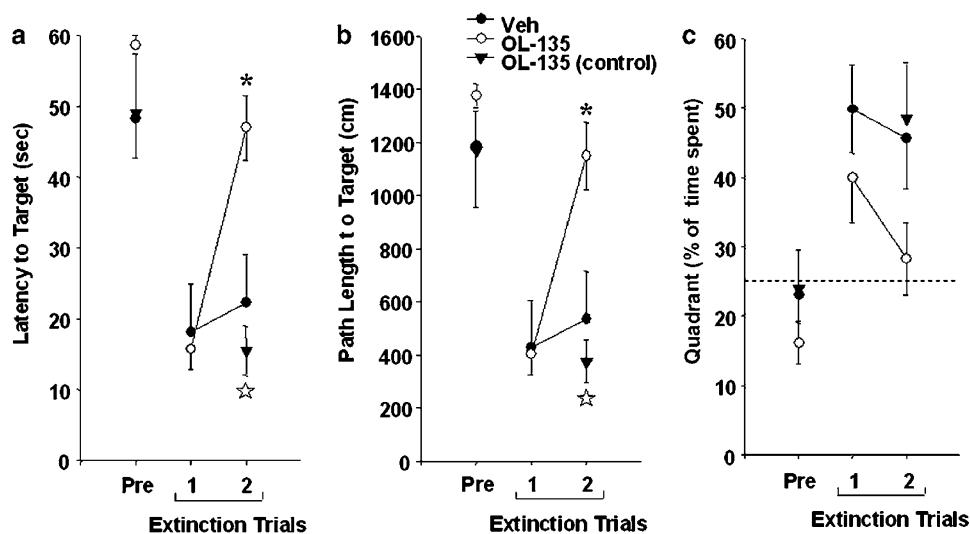 a
Latency to Target (sec)
60
50
40
30
20
10
0
*
Pre
1
2
Extinction Trials
b
Path Length t o Target (cm)
1600
1400
1200
1000
800
600
400
200
0
Veh
OL-135
OL-135 (control)
*
Pre
1
2
Extinction Trials
c
Quadrant (% of time spent)
60
50
40
30
20
10
0
Pre
1
2
Extinction Trials